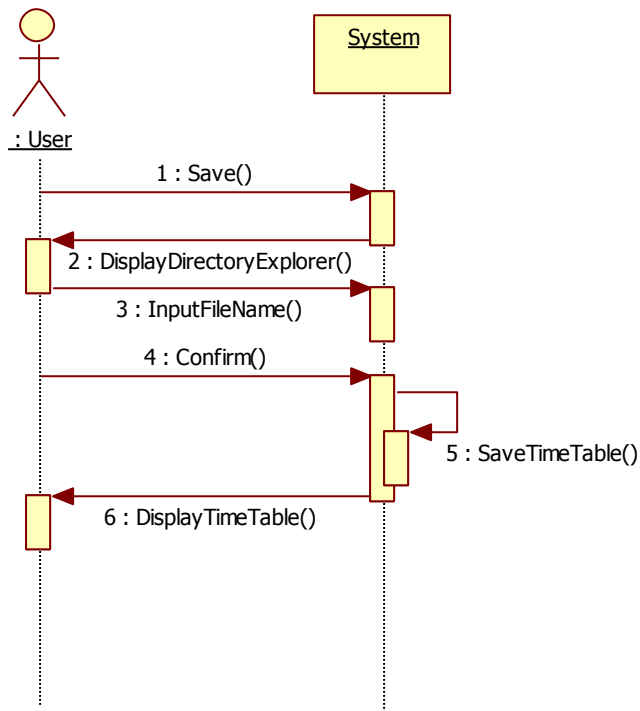 System
: User
1 : Save()
2 : DisplayDirectoryExplorer()
3 : InputFileName()
4 : Confirm()
5 : SaveTimeTable()
6 : DisplayTimeTable()